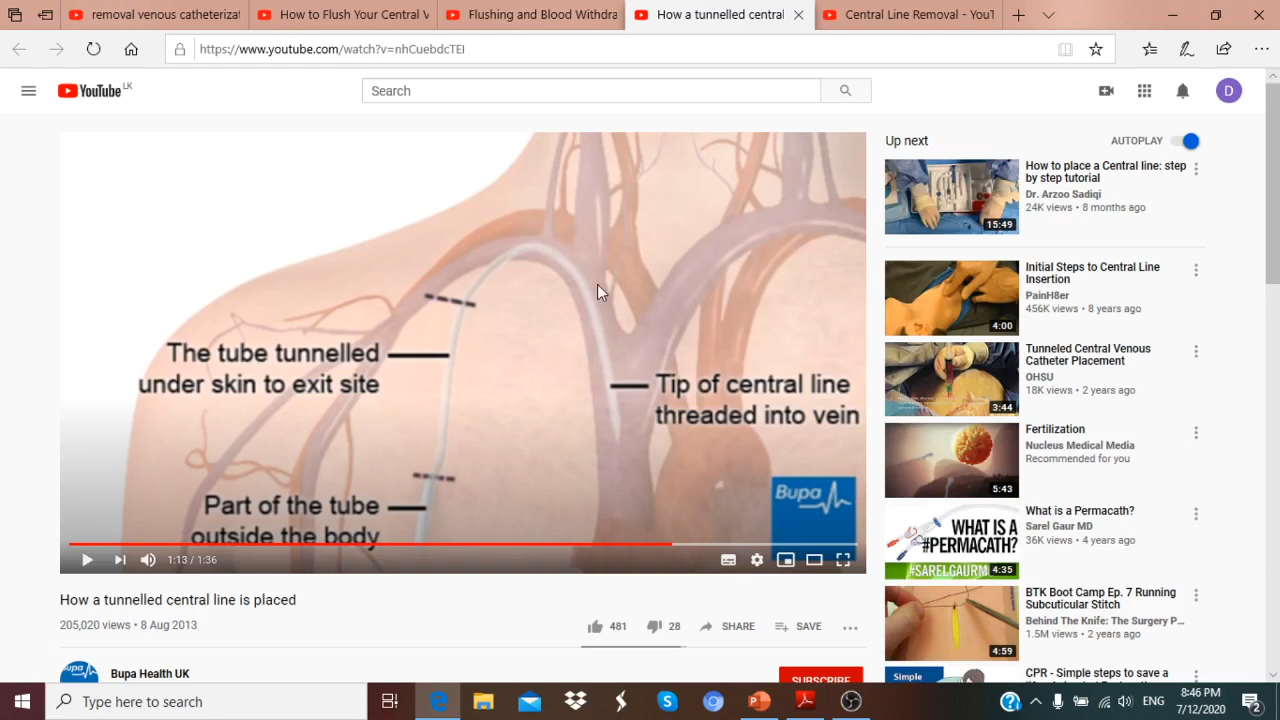 removal venous catheterizat
How to Flush Your Central V
Flushing and Blood Withdra
How a tunnelled central
Central Line Removal - YouT
https://www.youtube.com/watch?v=nhCuebdcTEI
YouTube LK
Search
D
The tube tunnelled
under skin to exit site
Tip of central line
threaded into vein
Part of the tube
outside the body
Bupa
1:13 / 1:36
How a tunnelled central line is placed
205,020 views • 8 Aug 2013
481
28
SHARE
SAVE
Bupa
Bupa Health UK
SUBSCRIBE
Up next
AUTOPLAY
How to place a Central line: step
by step tutorial
Dr. Arzoo Sadiqi
24K views • 8 months ago
15:49
Initial Steps to Central Line
Insertion
PainH8er
456K views • 8 years ago
4:00
Tunneled Central Venous
Catheter Placement
OHSU
18K views • 2 years ago
3:44
Fertilization
Nucleus Medical Media
Recommended for you
5:43
What is a Permacath?
Sarel Gaur MD
36K views • 4 years ago
WHAT IS A
#PERMACATH?
#SARELGAURM
4:35
BTK Boot Camp Ep. 7 Running
Subcuticular Stitch
Behind The Knife: The Surgery P...
1.5M views • 2 years ago
4:59
CPR - Simple steps to save a
Simple
Type here to search
ENG
8:46 PM
7/12/2020
2